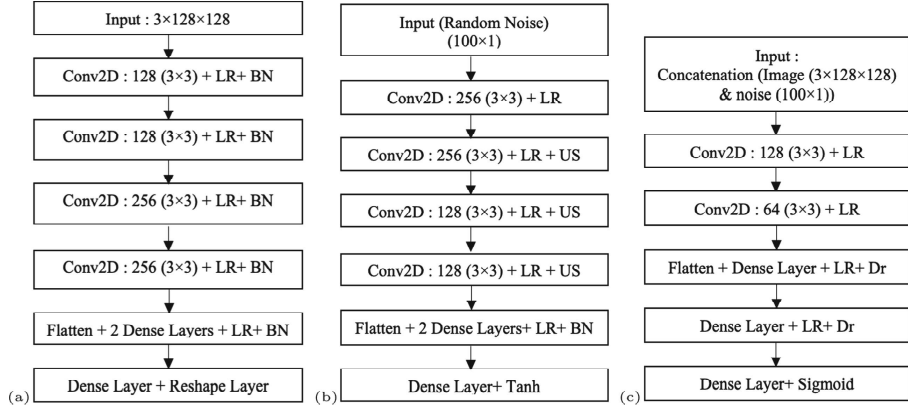 Input : 3×128×128
Conv2D : 128 (3×3) + LR+ BN
Conv2D : 128 (3×3) + LR+ BN
Conv2D : 256 (3×3) + LR+ BN
Conv2D : 256 (3×3) + LR+ BN
Flatten + 2 Dense Layers + LR+ BN
Dense Layer + Reshape Layer
(a)
Input (Random Noise)
(100×1)
Conv2D : 256 (3×3) + LR
Conv2D : 256 (3×3) + LR + US
Conv2D : 128 (3×3) + LR + US
Conv2D : 128 (3×3) + LR + US
Flatten + 2 Dense Layers+ LR+ BN
Dense Layer+ Tanh
(b)
Input :
Concatenation (Image (3×128×128)
& noise (100×1))
Conv2D : 128 (3×3) + LR
Conv2D : 64 (3×3) + LR
Flatten + Dense Layer + LR+ Dr
Dense Layer + LR+ Dr
Dense Layer+ Sigmoid
(c)